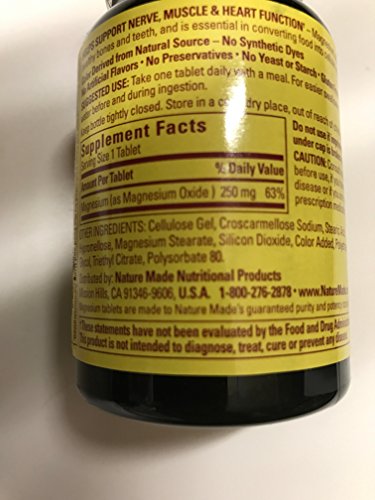 SUPPORT NERVE, MUSCLE & HEART FUNCTION* –
bones and teeth, and is essential in converting food into
Color Derived from Natural Source – No Synthetic Dyes
No Artificial Flavors • No Preservatives • No Yeast or Starch •
SUGGESTED USE: Take one tablet daily with a meal. For easier
water before and during ingestion.
Keep bottle tightly closed. Store in a cool, dry place, out of reach of
Supplement Facts
Serving Size 1 Tablet
Amount Per Tablet % Daily Value
Magnesium (as Magnesium Oxide) 250 mg 63%
Do not use if
under cap is
CAUTION:
before use, if
disease or if
prescription
OTHER INGREDIENTS: Cellulose Gel, Croscarmellose Sodium, Stearic
Magnesium Stearate, Silicon Dioxide, Color Added,
Triethyl Citrate, Polysorbate 80.
Distributed by: Nature Made Nutritional Products
Mission Hills, CA 91346-9606, U.S.A. 1-800-276-2878 •
Magnesium tablets are made to Nature Made's guaranteed purity and potency
*These statements have not been evaluated by the Food and Drug
This product is not intended to diagnose, treat, cure or prevent any